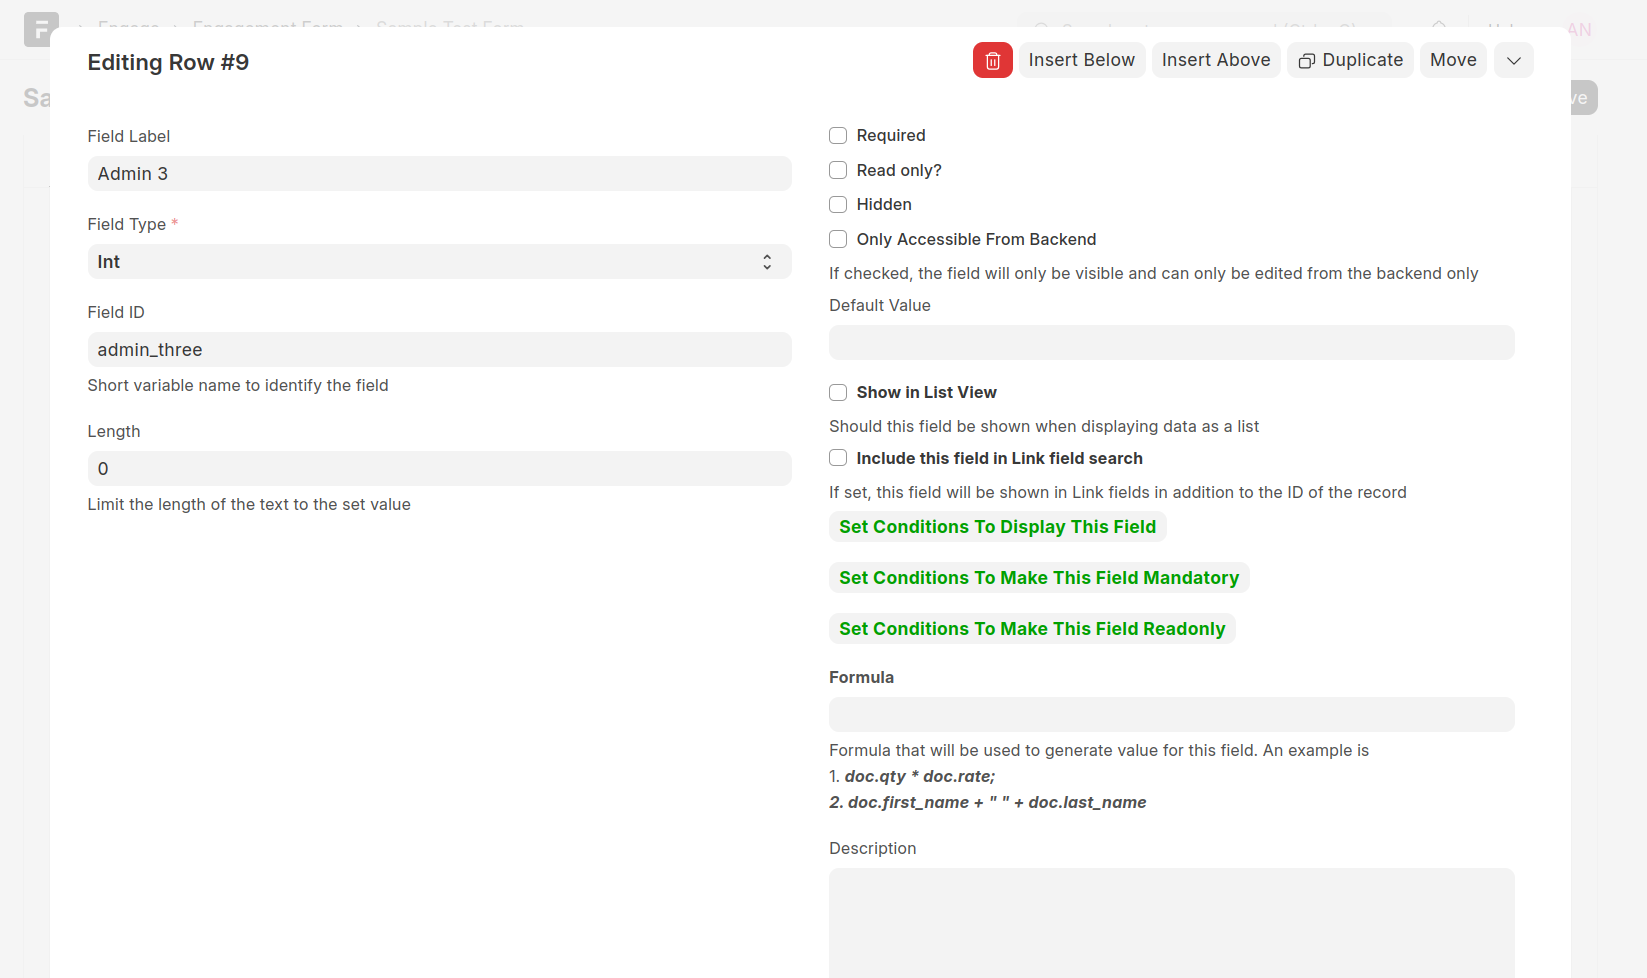 Editing Row #9
Insert Below
Insert Above
Duplicate
Move
Field Label
Admin 3
Field Type *
Int
Field ID
admin_three
Short variable name to identify the field
Length
0
Limit the length of the text to the set value
Required
Read only?
Hidden
Only Accessible From Backend
If checked, the field will only be visible and can only be edited from the backend only
Default Value
Show in List View
Should this field be shown when displaying data as a list
Include this field in Link field search
If set, this field will be shown in Link fields in addition to the ID of the record
Set Conditions To Display This Field
Set Conditions To Make This Field Mandatory
Set Conditions To Make This Field Readonly
Formula
Formula that will be used to generate value for this field. An example is
1. doc.qty * doc.rate;
2. doc.first_name + " " + doc.last_name
Description